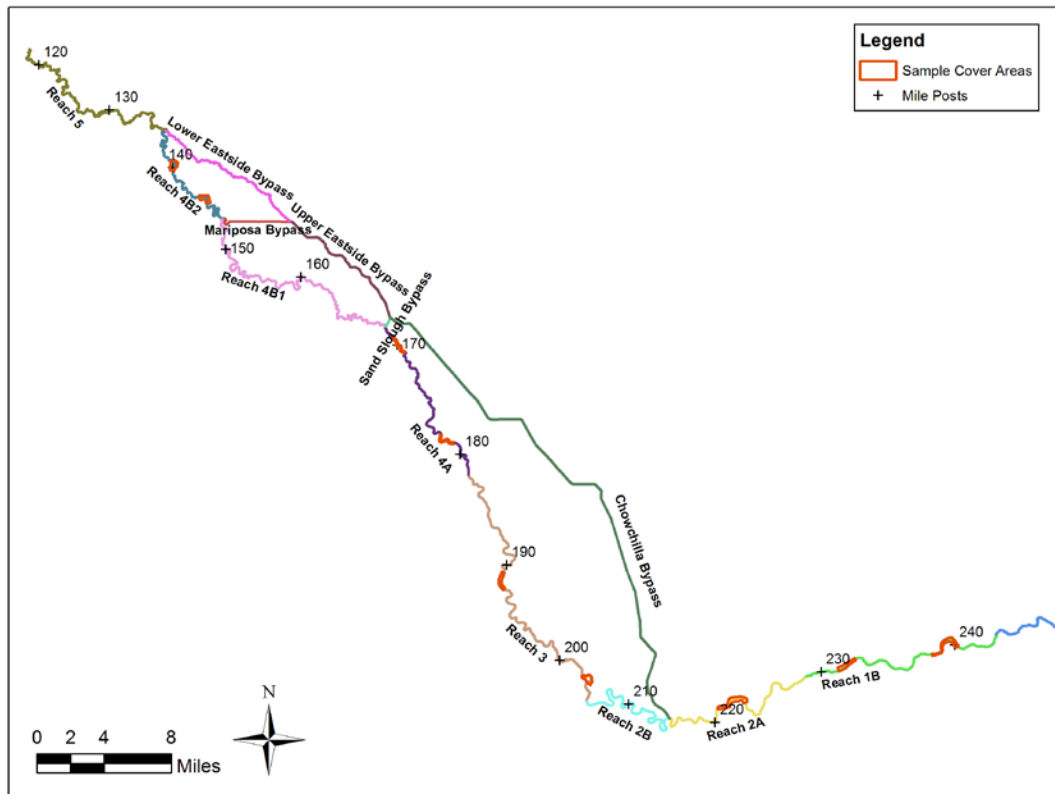 Legend
Sample Cover Areas
+ Mile Posts
120
Reach 5
130
Lower Eastside Bypass
140
Reach 4B2
Mariposa Bypass
Upper Eastside Bypass
150
Reach 4B1
160
Sand Slough Bypass
170
Reach 4A
180
Chowchilla Bypass
190
Reach 3
200
210
Reach 2B
220
Reach 2A
230
Reach 1B
240
N
0 2 4 8
Miles